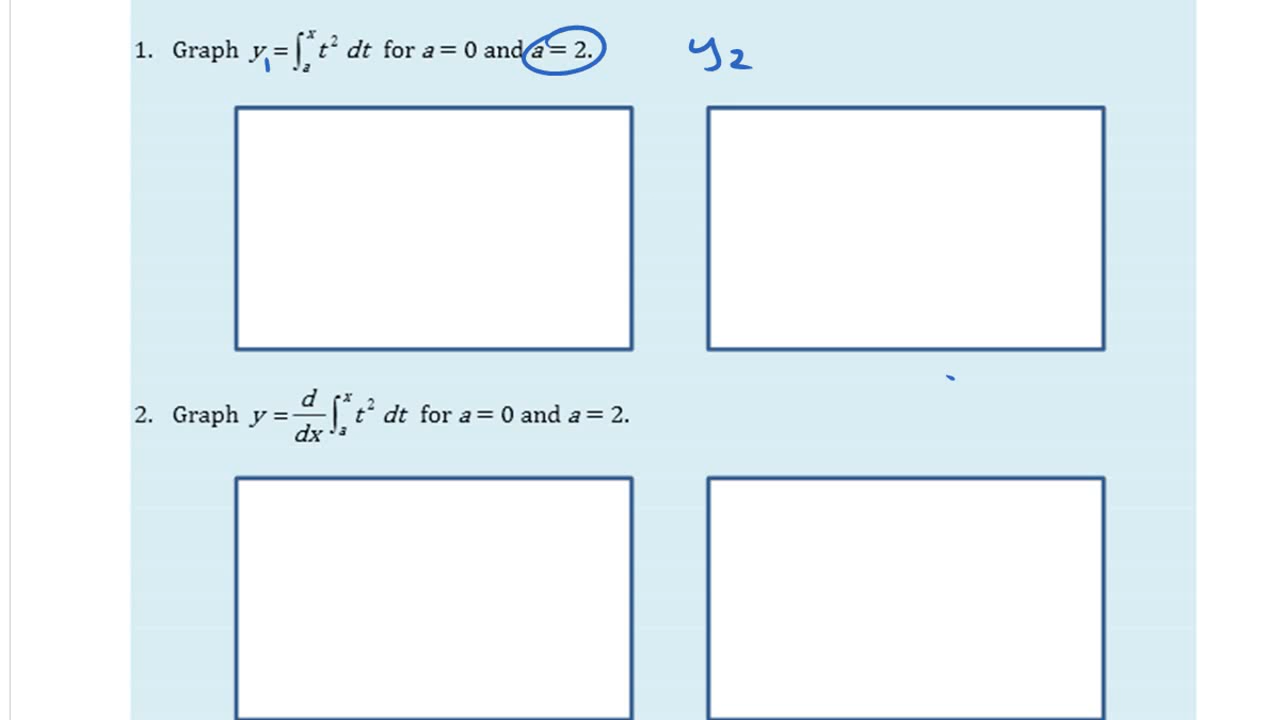 1. Graph y₁ = ∫ₐˣ t² dt for a = 0 and a = 2. y₂
2. Graph y = d/dx ∫ₐˣ t² dt for a = 0 and a = 2.